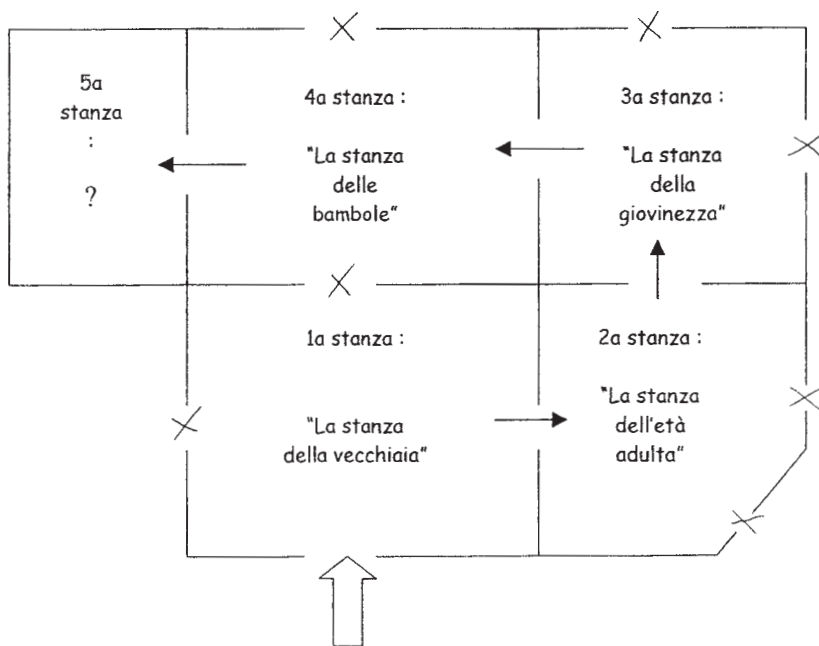 5a
stanza
:
?
4a stanza :
"La stanza
delle
bambole"
3a stanza :
"La stanza
della
giovinezza"
1a stanza :
"La stanza
della vecchiaia"
2a stanza :
"La stanza
dell'età
adulta"